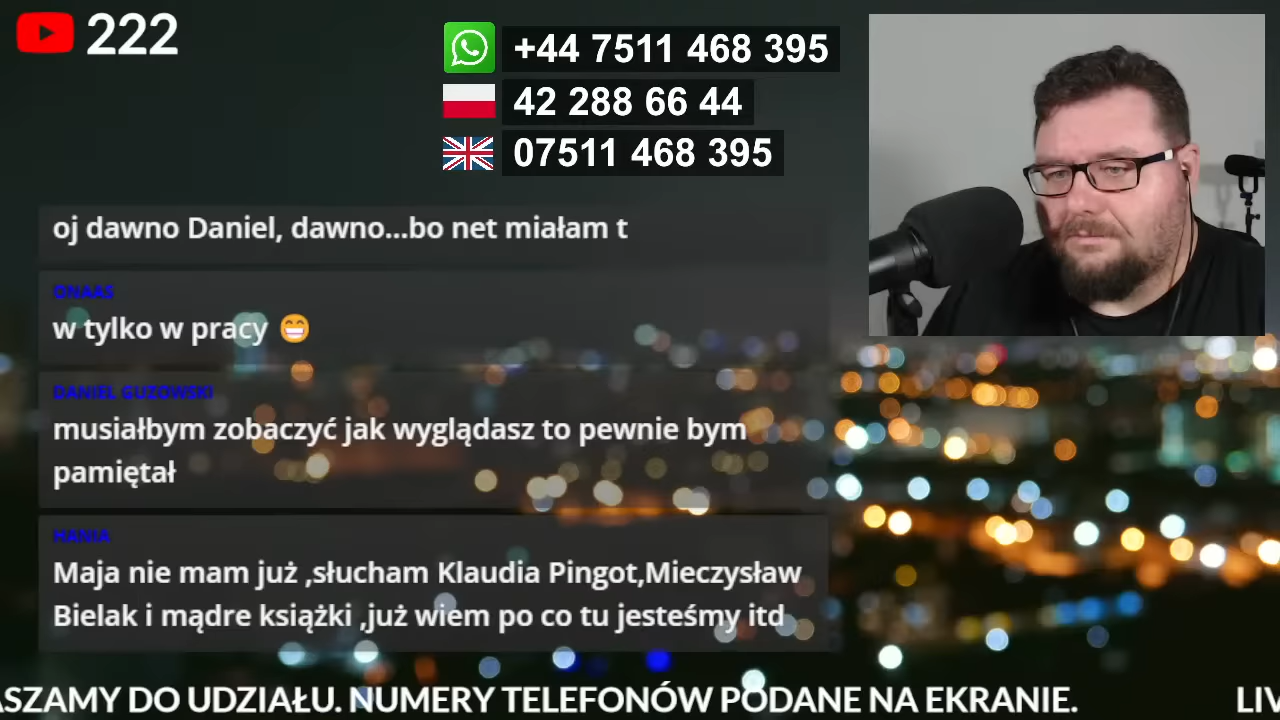 222
+44 7511 468 395
42 288 66 44
07511 468 395
oj dawno Daniel, dawno...bo net miałam t
ONAAS
w tylko w pracy 😁
DANIEL GUZOWSKI
musiałbym zobaczyć jak wyglądasz to pewnie bym
pamiętał
HANIA
Maja nie mam już ,słucham Klaudia Pingot,Mieczysław
Bielak i mądre książki ,już wiem po co tu jesteśmy itd
ASZAMY DO UDZIAŁU. NUMERY TELEFONÓW PODANE NA EKRANIE. LIV